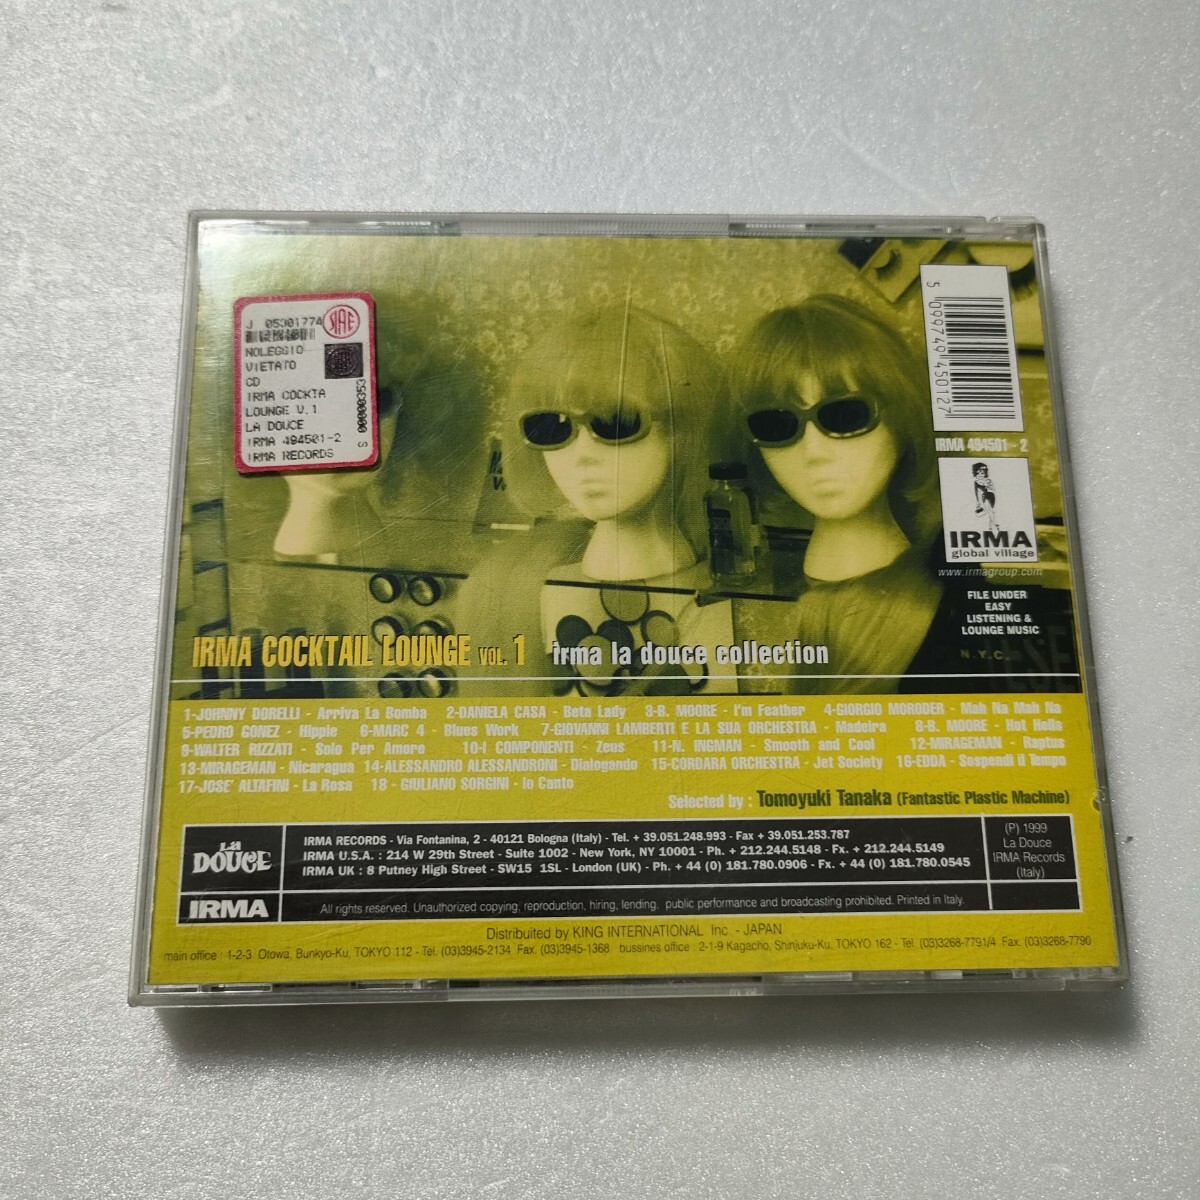 J 05301774
SIAE
NOLEGGIO
VIETATO
CD
IRMA COCKTA
LOUNGE V.1
LA DOUCE
IRMA 494501-2
IRMA RECORDS
S 00000353
5 099749 450127
IRMA 494501 - 2
IRMA
global village
www.irmagroup.com
FILE UNDER
EASY
LISTENING &
LOUNGE MUSIC
N.Y.C.
IRMA COCKTAIL LOUNGE VOL. 1 irma la douce collection
1-JOHNNY DORELLI - Arriva La Bomba 2-DANIELA CASA - Beta Lady 3-R. MOORE - I'm Feather 4-GIORGIO MORODER - Mah Na Mah Na
5-PEDRO GONEZ - Hippie 6-MARC 4 - Blues Work 7-GIOVANNI LAMBERTI E LA SUA ORCHESTRA - Madeira 8-B. MOORE - Hot Hells
9-WALTER RIZZATI - Solo Per Amore 10-I COMPONENTI - Zeus 11-N. INGMAN - Smooth and Cool 12-MIRAGEMAN - Raptus
13-MIRAGEMAN - Nicaragua 14-ALESSANDRO ALESSANDRONI - Dialogando 15-CORDARA ORCHESTRA - Jet Society 16-EDDA - Sospendi il Tempo
17-JOSE' ALTAFINI - La Rosa 18 - GIULIANO SORGINI - Io Canto
Selected by : Tomoyuki Tanaka (Fantastic Plastic Machine)
La DOUCE
IRMA RECORDS - Via Fontanina, 2 - 40121 Bologna (Italy) - Tel. + 39.051.248.993 - Fax + 39.051.253.787
IRMA U.S.A. : 214 W 29th Street - Suite 1002 - New York, NY 10001 - Ph. + 212.244.5148 - Fx. + 212.244.5149
IRMA UK : 8 Putney High Street - SW15 1SL - London (UK) - Ph. + 44 (0) 181.780.0906 - Fx. + 44 (0) 181.780.0545
(P) 1999
La Douce
IRMA Records
(Italy)
IRMA
All rights reserved. Unauthorized copying, reproduction, hiring, lending, public performance and broadcasting prohibited. Printed in Italy.
Distribuited by KING INTERNATIONAL Inc. - JAPAN
main office : 1-2-3 Otowa, Bunkyo-Ku, TOKYO 112 - Tel. (03)3945-2134 Fax. (03)3945-1368 bussines office : 2-1-9 Kagacho, Shinjuku-Ku, TOKYO 162 - Tel. (03)3268-7791/4 Fax. (03)3268-7790